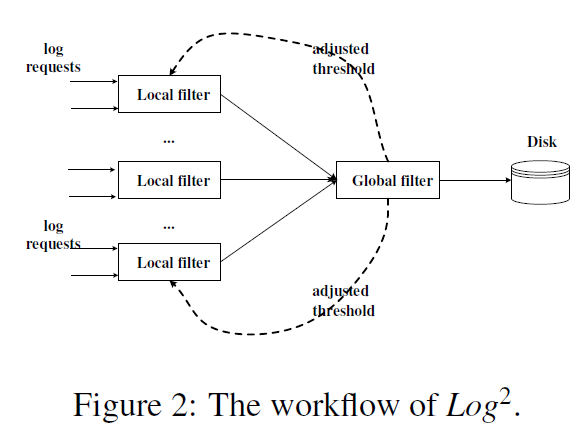 log
requests
adjusted
threshold
Local filter
...
Disk
Local filter
Global filter
...
log
requests
Local filter
adjusted
threshold
Figure 2: The workflow of Log².